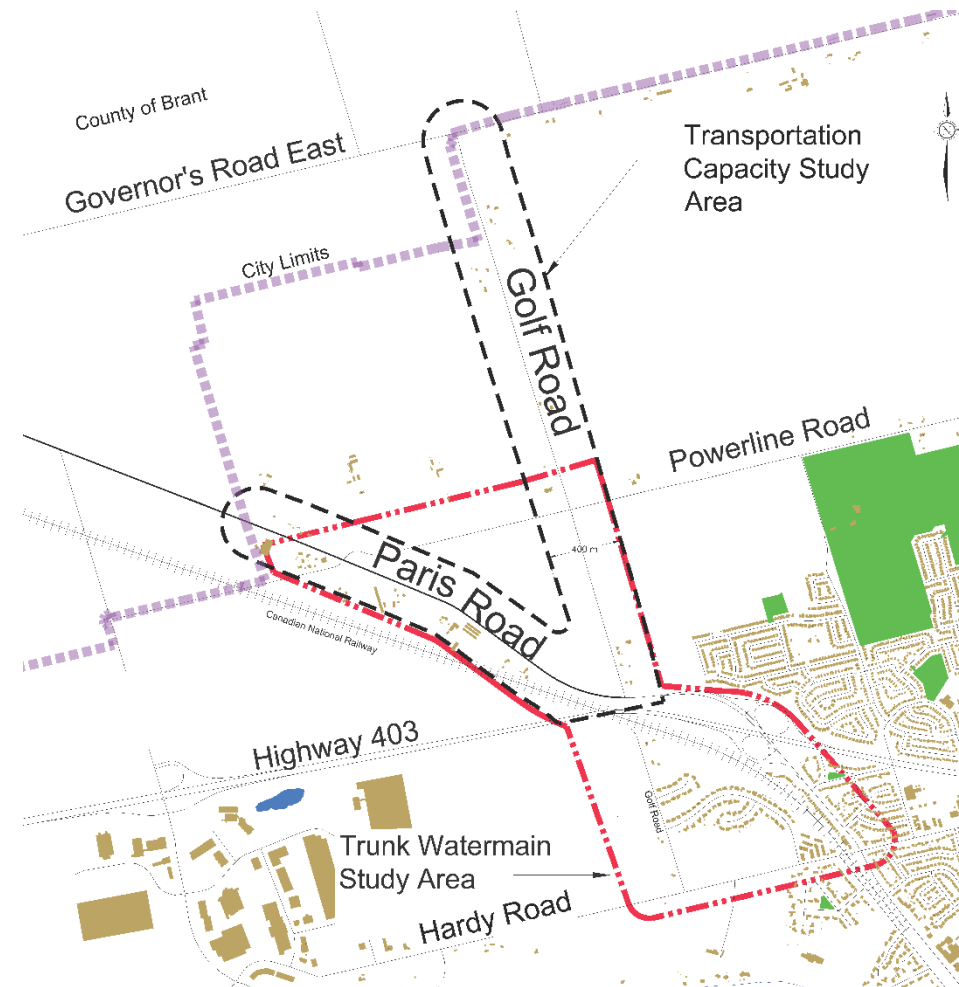 County of Brant
Governor's Road East
City Limits
Transportation
Capacity Study
Area
Golf Road
Powerline Road
400 m
Paris Road
Canadian National Railway
Highway 403
Golf Road
Trunk Watermain
Study Area
Hardy Road